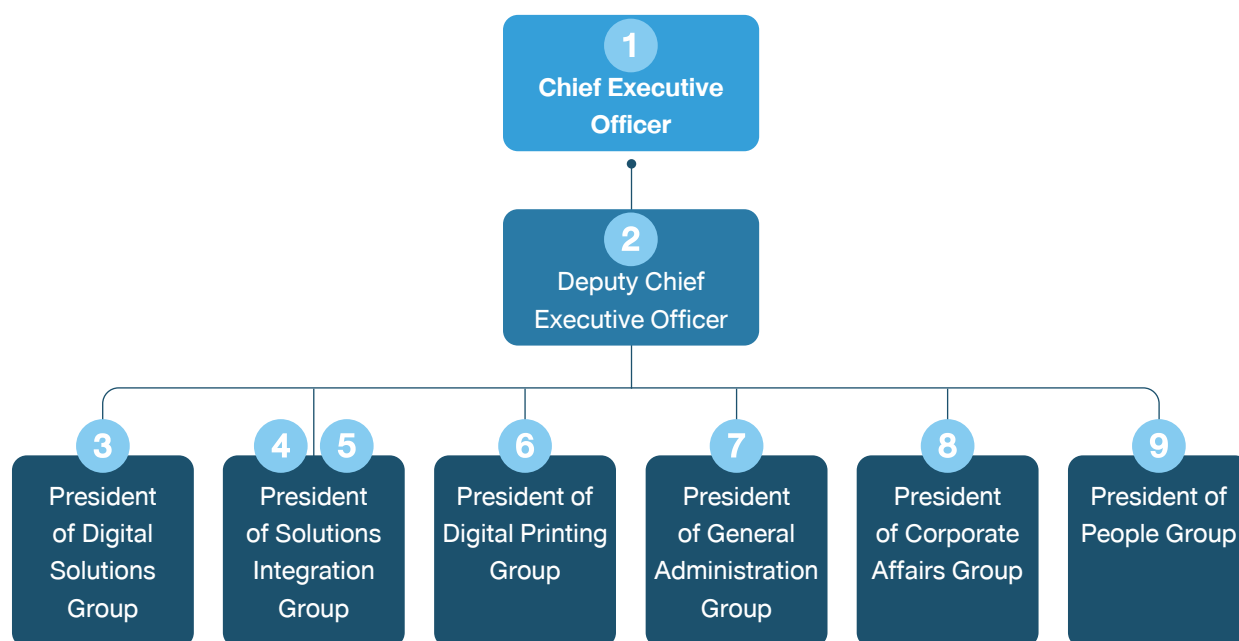 1
Chief Executive
Officer
2
Deputy Chief
Executive Officer
3
President
of Digital
Solutions
Group
4 5
President
of Solutions
Integration
Group
6
President of
Digital Printing
Group
7
President
of General
Administration
Group
8
President
of Corporate
Affairs Group
9
President of
People Group